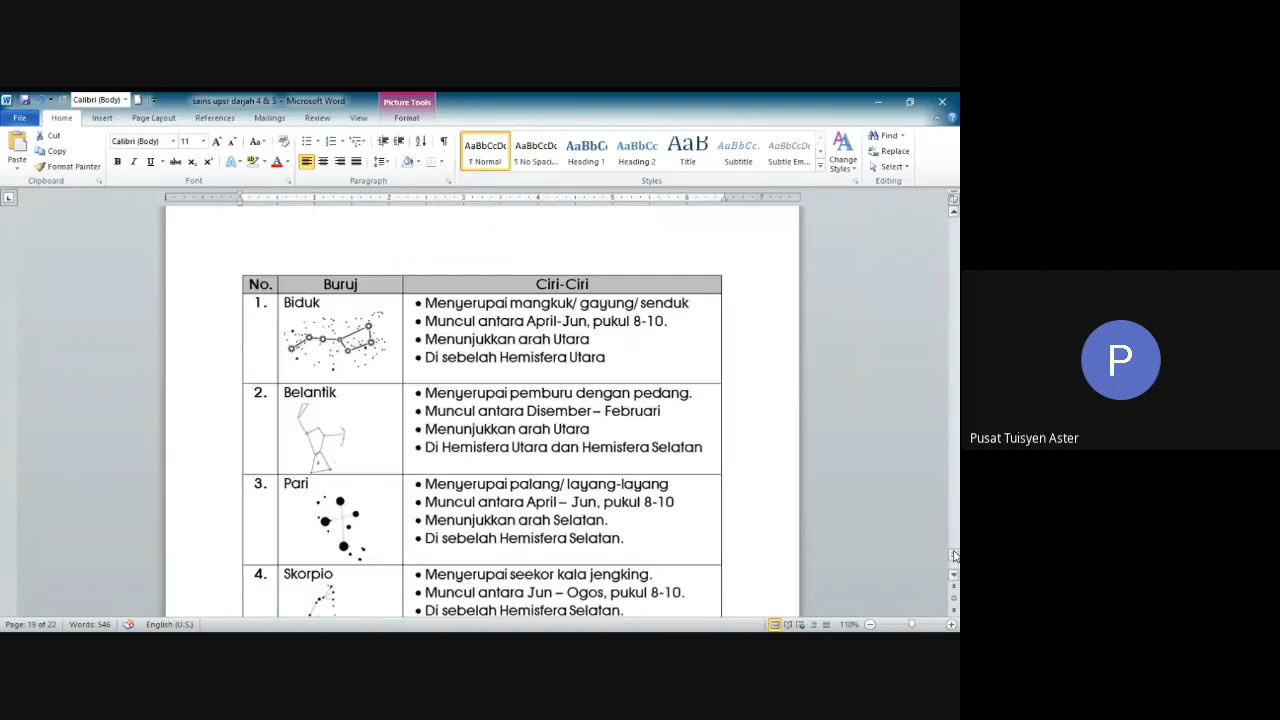 Calibri (Body)
sains upsr darjah 4 & 5 - Microsoft Word
Picture Tools
File
Home
Insert
Page Layout
References
Mailings
Review
View
Format
Paste
Cut
Copy
Format Painter
Clipboard
Calibri (Body)
11
Font
Paragraph
AaBbCcDc
¶ Normal
AaBbCcDc
¶ No Spaci...
AaBbCc
Heading 1
AaBbCc
Heading 2
AaB
Title
AaBbCc.
Subtitle
AaBbCcDc
Subtle Em...
Styles
Change
Styles
Find
Replace
Select
Editing
No.
Buruj
Ciri-Ciri
1.
Biduk
• Menyerupai mangkuk/ gayung/ senduk
• Muncul antara April-Jun, pukul 8-10.
• Menunjukkan arah Utara
• Di sebelah Hemisfera Utara
2.
Belantik
• Menyerupai pemburu dengan pedang.
• Muncul antara Disember – Februari
• Menunjukkan arah Utara
• Di Hemisfera Utara dan Hemisfera Selatan
3.
Pari
• Menyerupai palang/ layang-layang
• Muncul antara April – Jun, pukul 8-10
• Menunjukkan arah Selatan.
• Di sebelah Hemisfera Selatan.
4.
Skorpio
• Menyerupai seekor kala jengking.
• Muncul antara Jun – Ogos, pukul 8-10.
• Di sebelah Hemisfera Selatan.
Page: 19 of 22
Words: 546
English (U.S.)
110%
P
Pusat Tuisyen Aster